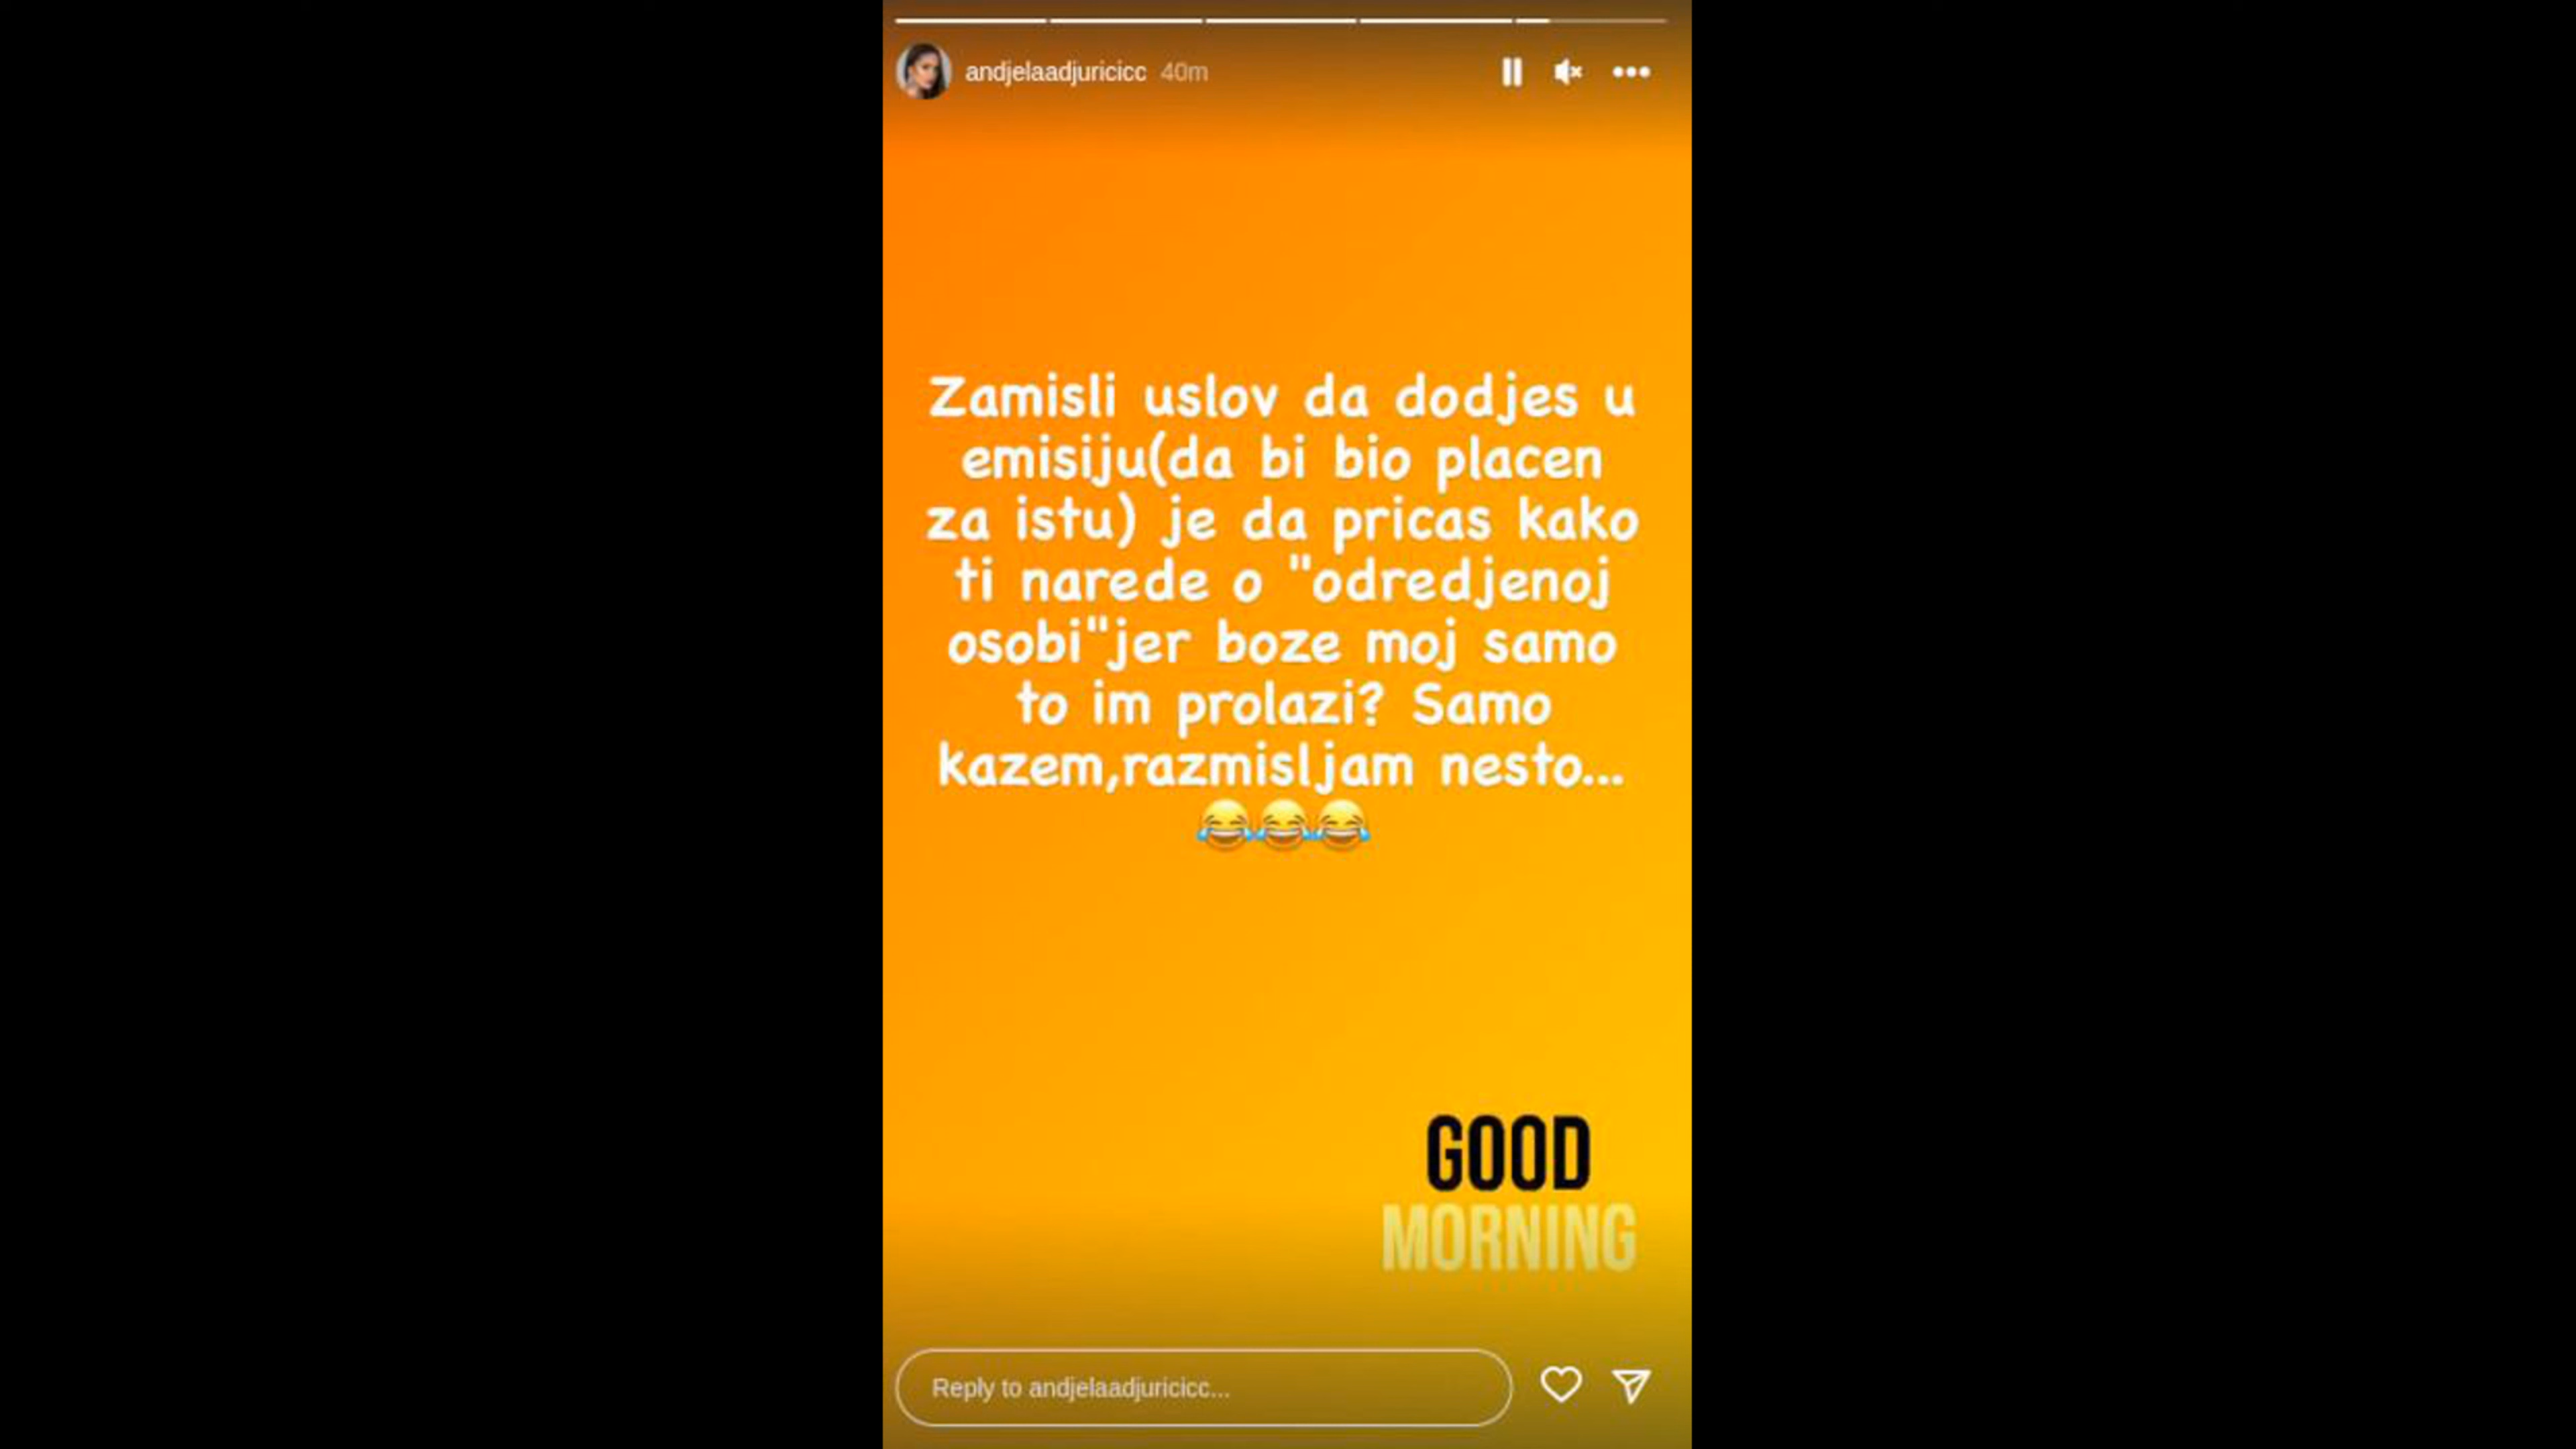 andjelaadjuricicc 40m
Zamisli uslov da dodjes u
emisiju(da bi bio placen
za istu) je da pricas kako
ti narede o "odredjenoj
osobi"jer boze moj samo
to im prolazi? Samo
kazem,razmisljam nesto...
😂😂😂
GOOD
MORNING
Reply to andjelaadjuricicc...